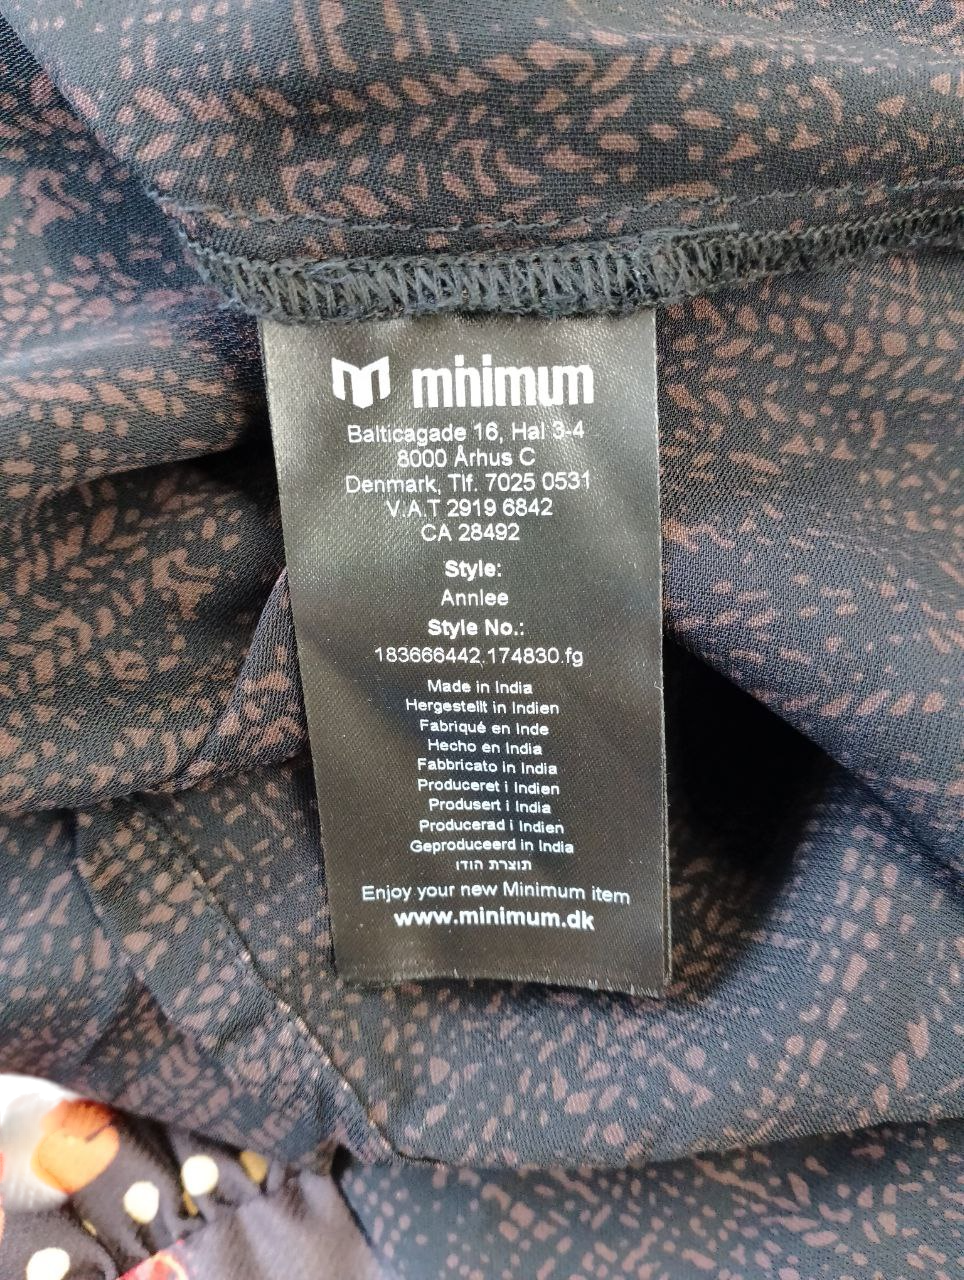 minimum
Balticagade 16, Hal 3-4
8000 Århus C
Denmark, Tlf. 7025 0531
V.A.T 2919 6842
CA 28492
Style:
Annlee
Style No.:
183666442.174830.fg
Made in India
Hergestellt in Indien
Fabriqué en Inde
Hecho en India
Fabbricato in India
Produceret i Indien
Produsert i India
Producerad i Indien
Geproduceerd in India
תוצרת הודו
Enjoy your new Minimum item
www.minimum.dk